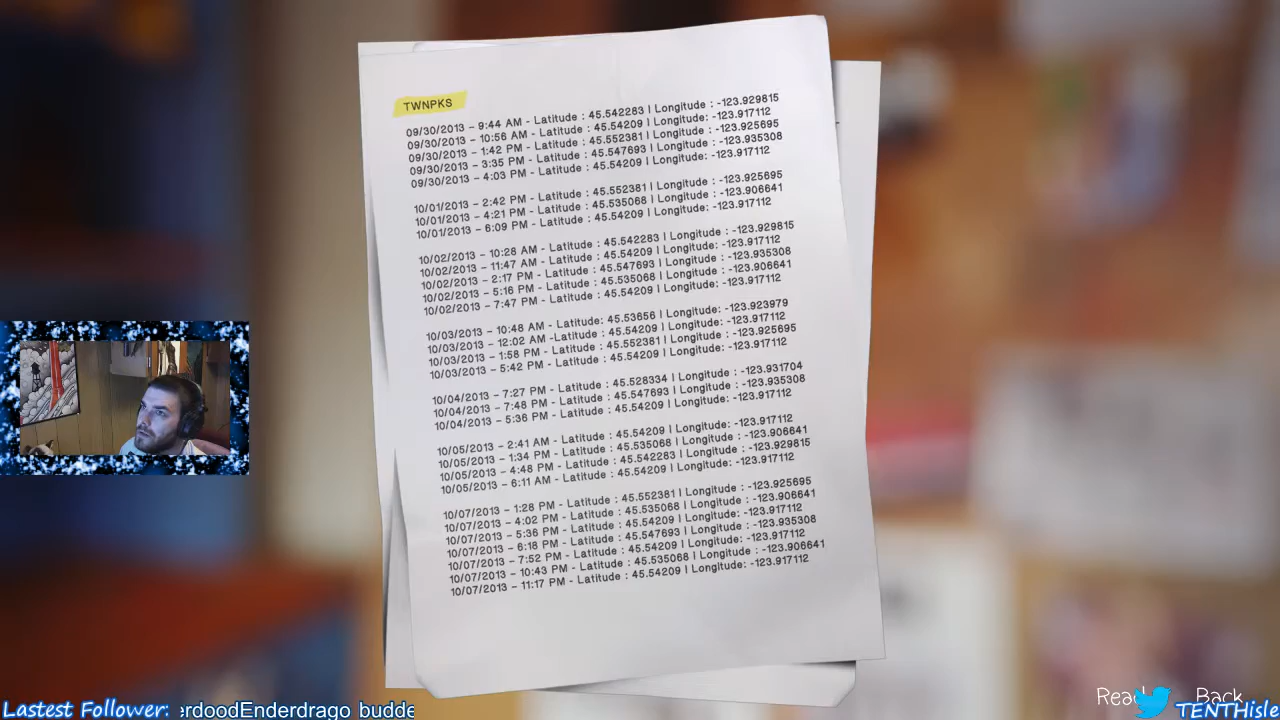 TWNPKS
09/30/2013 – 9:44 AM - Latitude : 45.542283 | Longitude : -123.929815
09/30/2013 – 10:56 AM - Latitude : 45.54209 | Longitude: -123.917112
09/30/2013 – 1:42 PM - Latitude : 45.552381 | Longitude : -123.925695
09/30/2013 – 3:35 PM - Latitude : 45.547693 | Longitude : -123.935308
09/30/2013 – 4:03 PM - Latitude : 45.54209 | Longitude: -123.917112
10/01/2013 – 2:42 PM - Latitude : 45.552381 | Longitude : -123.925695
10/01/2013 – 4:21 PM - Latitude : 45.535068 | Longitude : -123.906641
10/01/2013 – 6:09 PM - Latitude : 45.54209 | Longitude: -123.917112
10/02/2013 – 10:28 AM - Latitude : 45.542283 | Longitude : -123.929815
10/02/2013 – 11:47 AM - Latitude : 45.54209 | Longitude: -123.917112
10/02/2013 – 2:17 PM - Latitude : 45.547693 | Longitude : -123.935308
10/02/2013 – 5:16 PM - Latitude : 45.535068 | Longitude : -123.906641
10/02/2013 – 7:47 PM - Latitude : 45.54209 | Longitude: -123.917112
10/03/2013 – 10:48 AM - Latitude: 45.53656 | Longitude: -123.923979
10/03/2013 – 12:02 AM -Latitude : 45.54209 | Longitude: -123.917112
10/03/2013 – 1:58 PM - Latitude : 45.552381 | Longitude : -123.925695
10/03/2013 – 5:42 PM - Latitude : 45.54209 | Longitude: -123.917112
10/04/2013 – 7:27 PM - Latitude : 45.528334 | Longitude : -123.931704
10/04/2013 – 7:48 PM - Latitude : 45.547693 | Longitude : -123.935308
10/04/2013 – 5:36 PM - Latitude : 45.54209 | Longitude: -123.917112
10/05/2013 – 2:41 AM - Latitude : 45.54209 | Longitude: -123.917112
10/05/2013 – 1:34 PM - Latitude : 45.535068 | Longitude : -123.906641
10/05/2013 – 4:48 PM - Latitude : 45.542283 | Longitude : -123.929815
10/05/2013 – 6:11 AM - Latitude : 45.54209 | Longitude: -123.917112
10/07/2013 – 1:28 PM - Latitude : 45.552381 | Longitude : -123.925695
10/07/2013 – 4:02 PM - Latitude : 45.535068 | Longitude : -123.906641
10/07/2013 – 5:36 PM - Latitude : 45.54209 | Longitude: -123.917112
10/07/2013 – 6:18 PM - Latitude : 45.547693 | Longitude : -123.935308
10/07/2013 – 7:52 PM - Latitude : 45.54209 | Longitude: -123.917112
10/07/2013 – 10:43 PM - Latitude : 45.535068 | Longitude : -123.906641
10/07/2013 – 11:17 PM - Latitude : 45.54209 | Longitude: -123.917112
Read Back
Lastest Follower: erdoodEnderdrago budde
TENTHisle